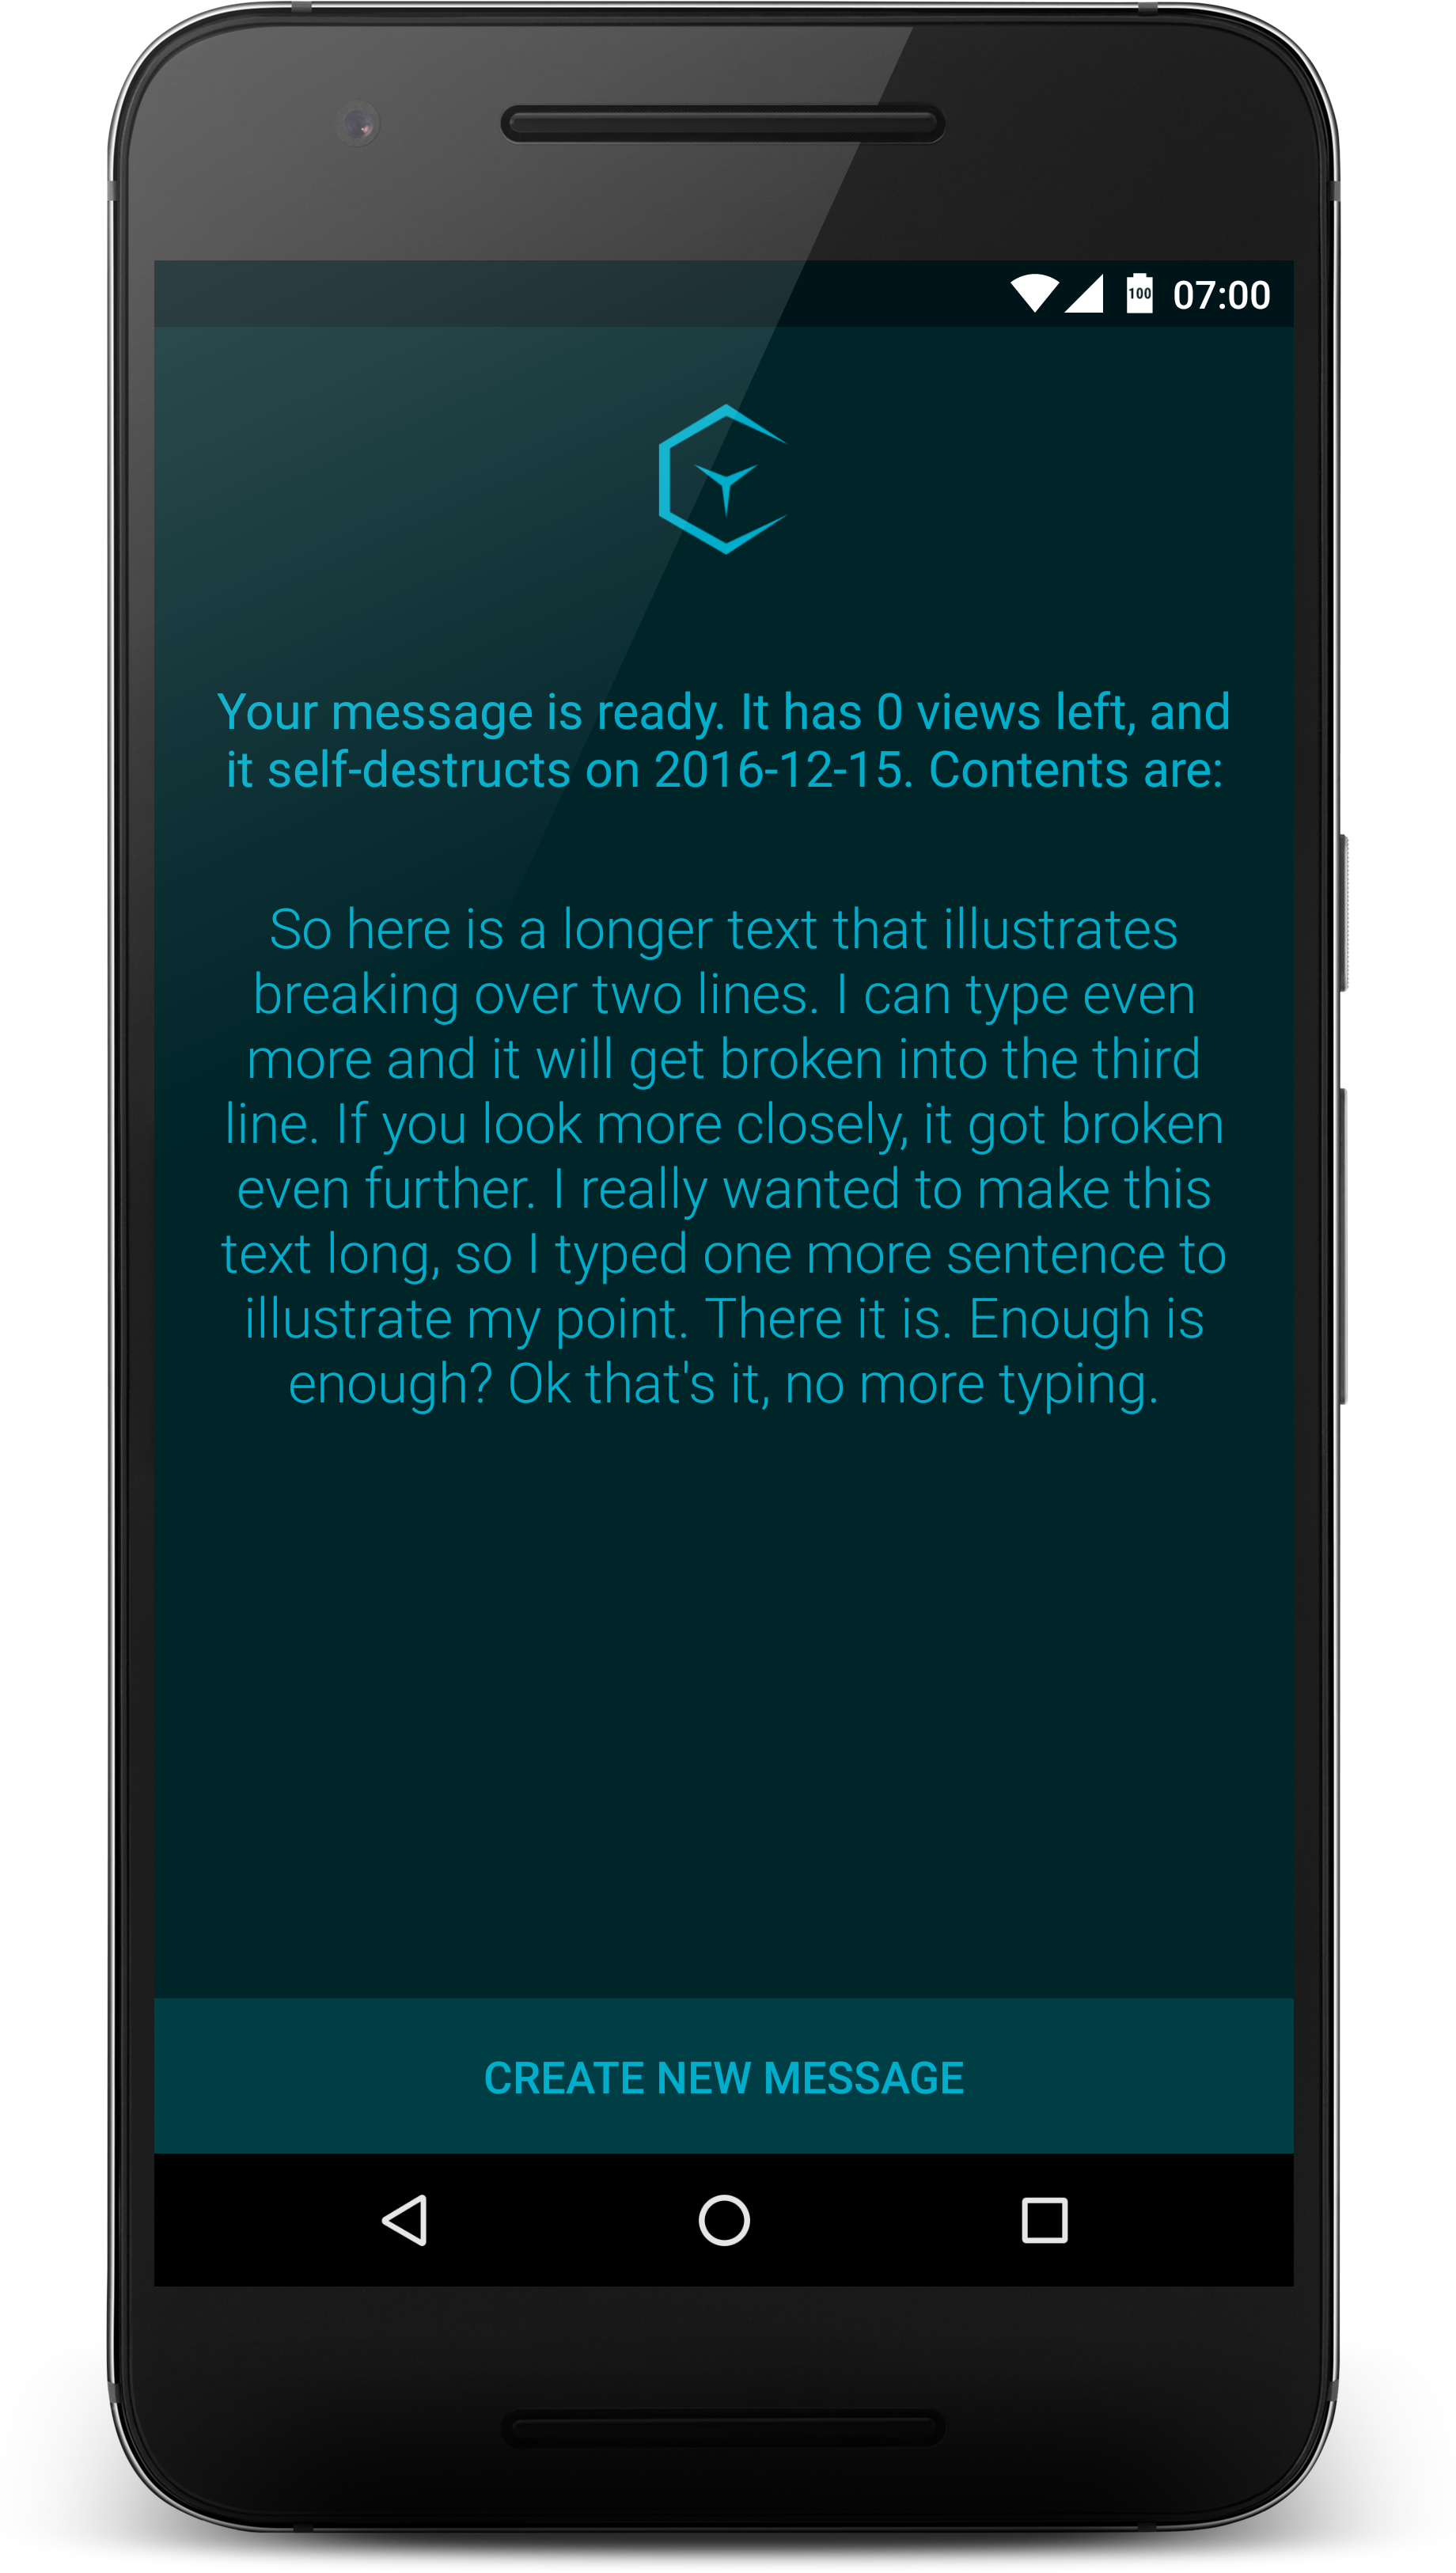 100 07:00
Your message is ready. It has 0 views left, and
it self-destructs on 2016-12-15. Contents are:
So here is a longer text that illustrates
breaking over two lines. I can type even
more and it will get broken into the third
line. If you look more closely, it got broken
even further. I really wanted to make this
text long, so I typed one more sentence to
illustrate my point. There it is. Enough is
enough? Ok that's it, no more typing.
CREATE NEW MESSAGE